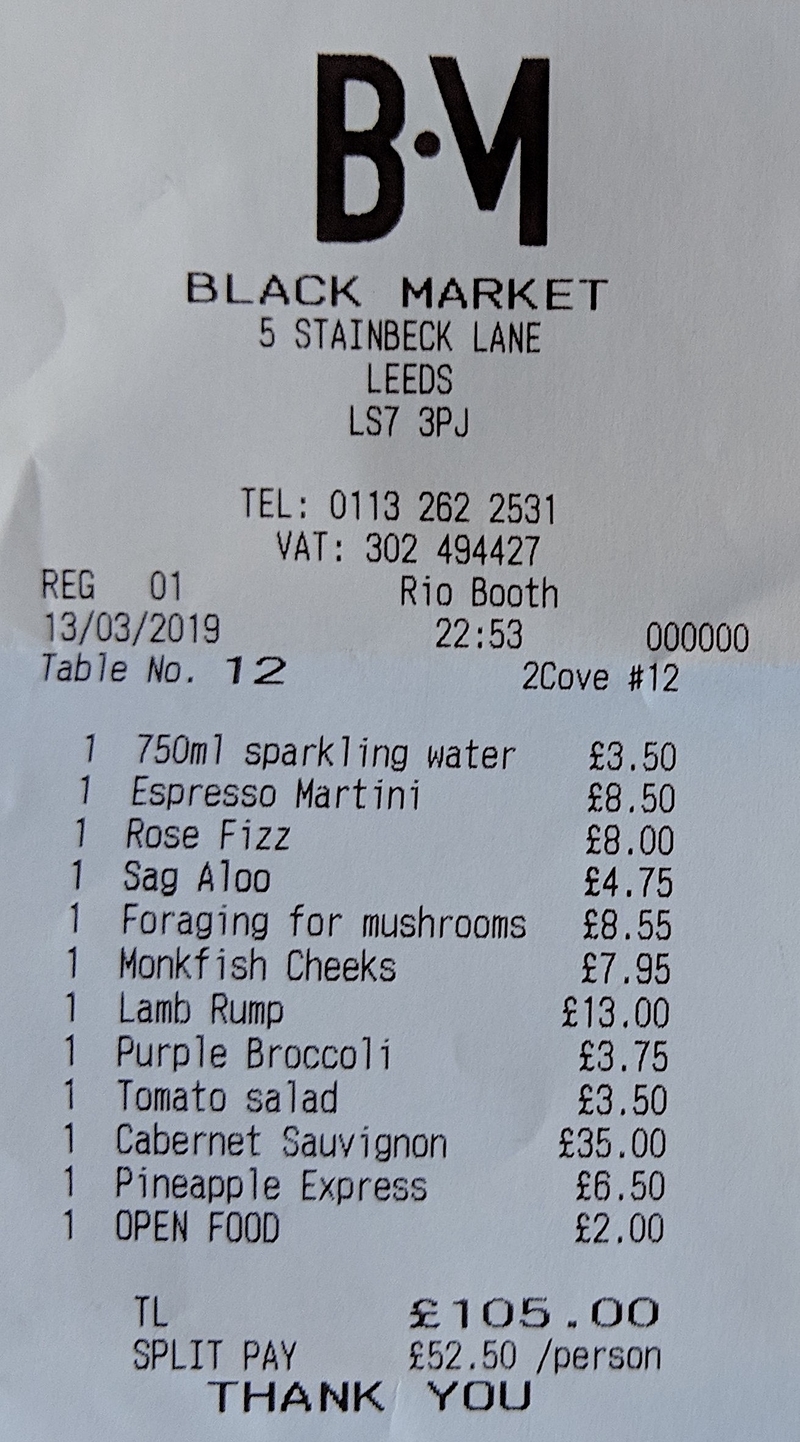 B·M
BLACK MARKET
5 STAINBECK LANE
LEEDS
LS7 3PJ
TEL: 0113 262 2531
VAT: 302 494427
REG 01 Rio Booth
13/03/2019 22:53 000000
Table No. 12 2Cove #12
1 750ml sparkling water £3.50
1 Espresso Martini £8.50
1 Rose Fizz £8.00
1 Sag Aloo £4.75
1 Foraging for mushrooms £8.55
1 Monkfish Cheeks £7.95
1 Lamb Rump £13.00
1 Purple Broccoli £3.75
1 Tomato salad £3.50
1 Cabernet Sauvignon £35.00
1 Pineapple Express £6.50
1 OPEN FOOD £2.00
TL £105.00
SPLIT PAY £52.50 /person
THANK YOU